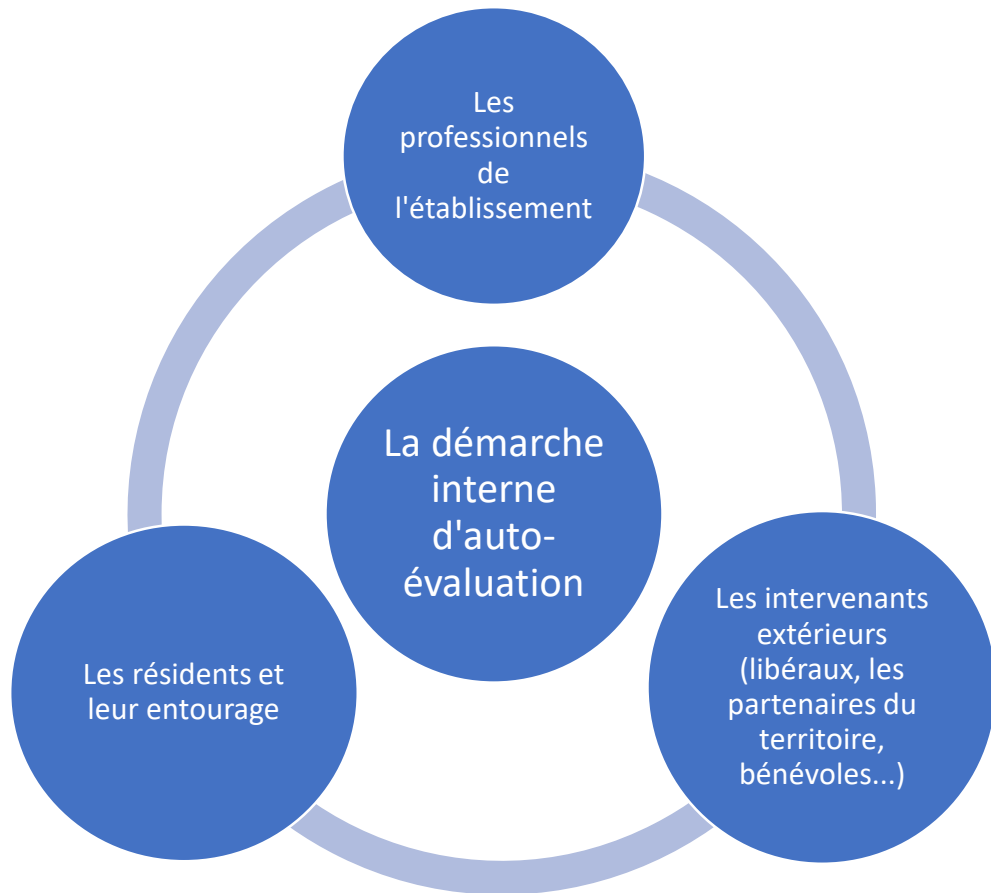 Les
professionnels
de
l'établissement
La démarche
interne
d'auto-
évaluation
Les intervenants
extérieurs
(libéraux, les
partenaires du
territoire,
bénévoles...)
Les résidents et
leur entourage